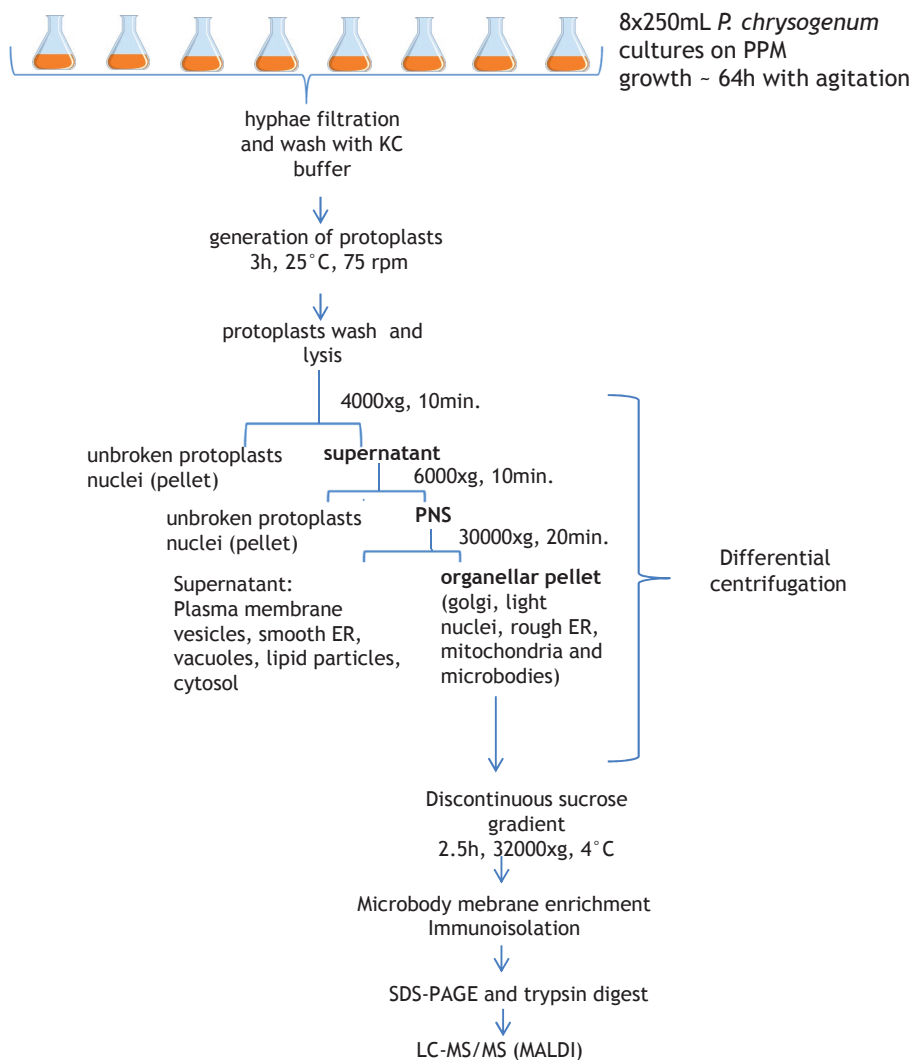 8x250mL P. chrysogenum
cultures on PPM
growth ~ 64h with agitation
hyphae filtration
and wash with KC
buffer
generation of protoplasts
3h, 25°C, 75 rpm
protoplasts wash and
lysis
4000xg, 10min.
unbroken protoplasts
nuclei (pellet)
supernatant
6000xg, 10min.
unbroken protoplasts
nuclei (pellet)
PNS
30000xg, 20min.
Supernatant:
Plasma membrane
vesicles, smooth ER,
vacuoles, lipid particles,
cytosol
organellar pellet
(golgi, light
nuclei, rough ER,
mitochondria and
microbodies)
Differential
centrifugation
Discontinuous sucrose
gradient
2.5h, 32000xg, 4°C
Microbody mebrane enrichment
Immunoisolation
SDS-PAGE and trypsin digest
LC-MS/MS (MALDI)